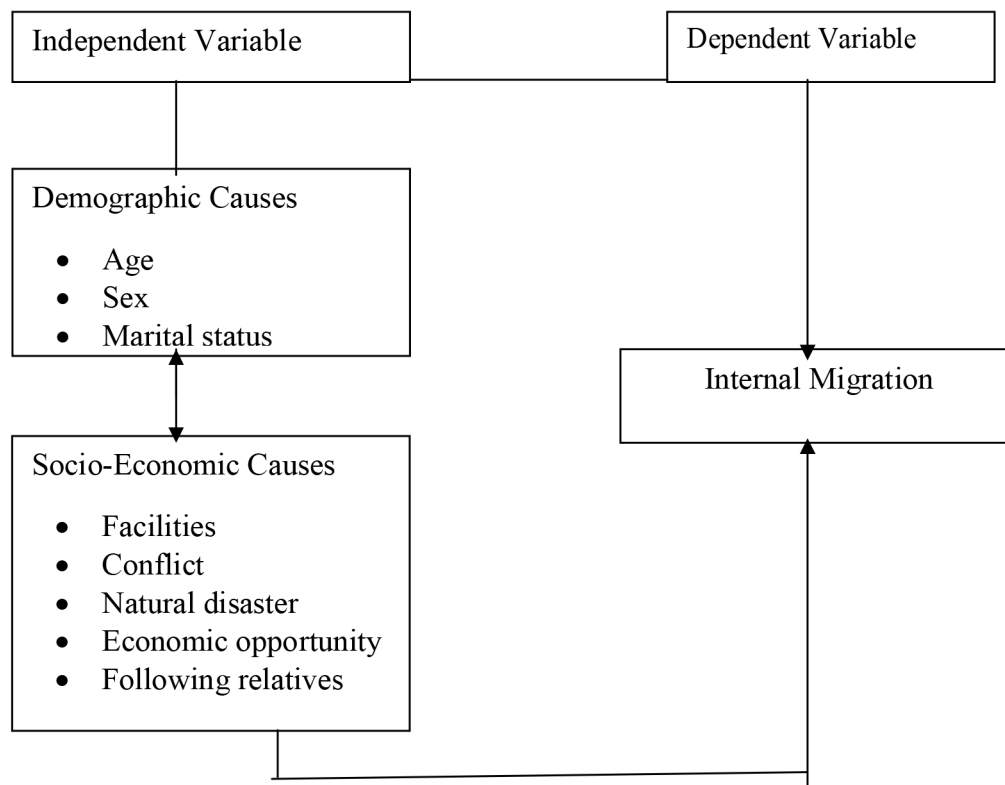 Independent Variable
Dependent Variable
Demographic Causes
• Age
• Sex
• Marital status
Internal Migration
Socio-Economic Causes
• Facilities
• Conflict
• Natural disaster
• Economic opportunity
• Following relatives